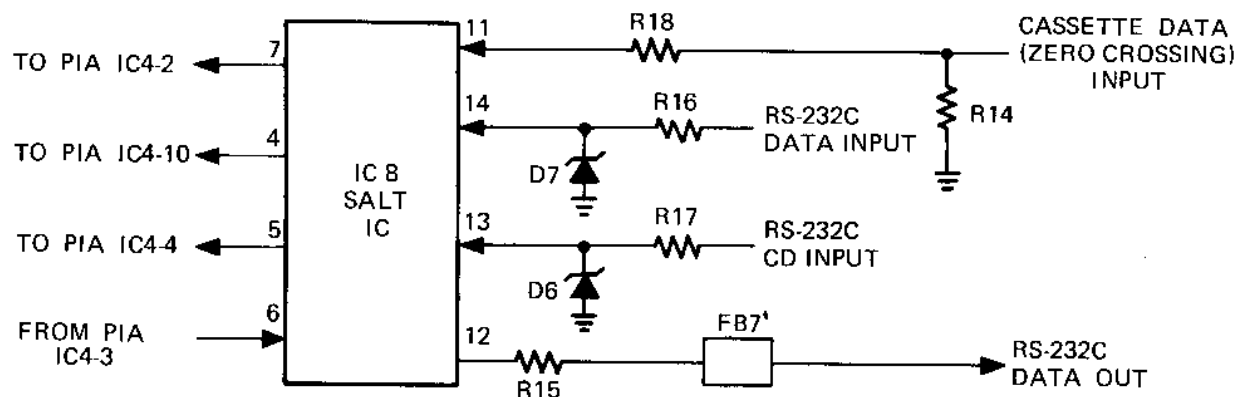 TO PIA IC4-2
7
11
R18
CASSETTE DATA
(ZERO CROSSING)
INPUT
R14
TO PIA IC4-10
4
14
R16
RS-232C
DATA INPUT
D7
IC 8
SALT
IC
TO PIA IC4-4
5
13
R17
RS-232C
CD INPUT
D6
FROM PIA
IC4-3
6
12
R15
FB7
RS-232C
DATA OUT